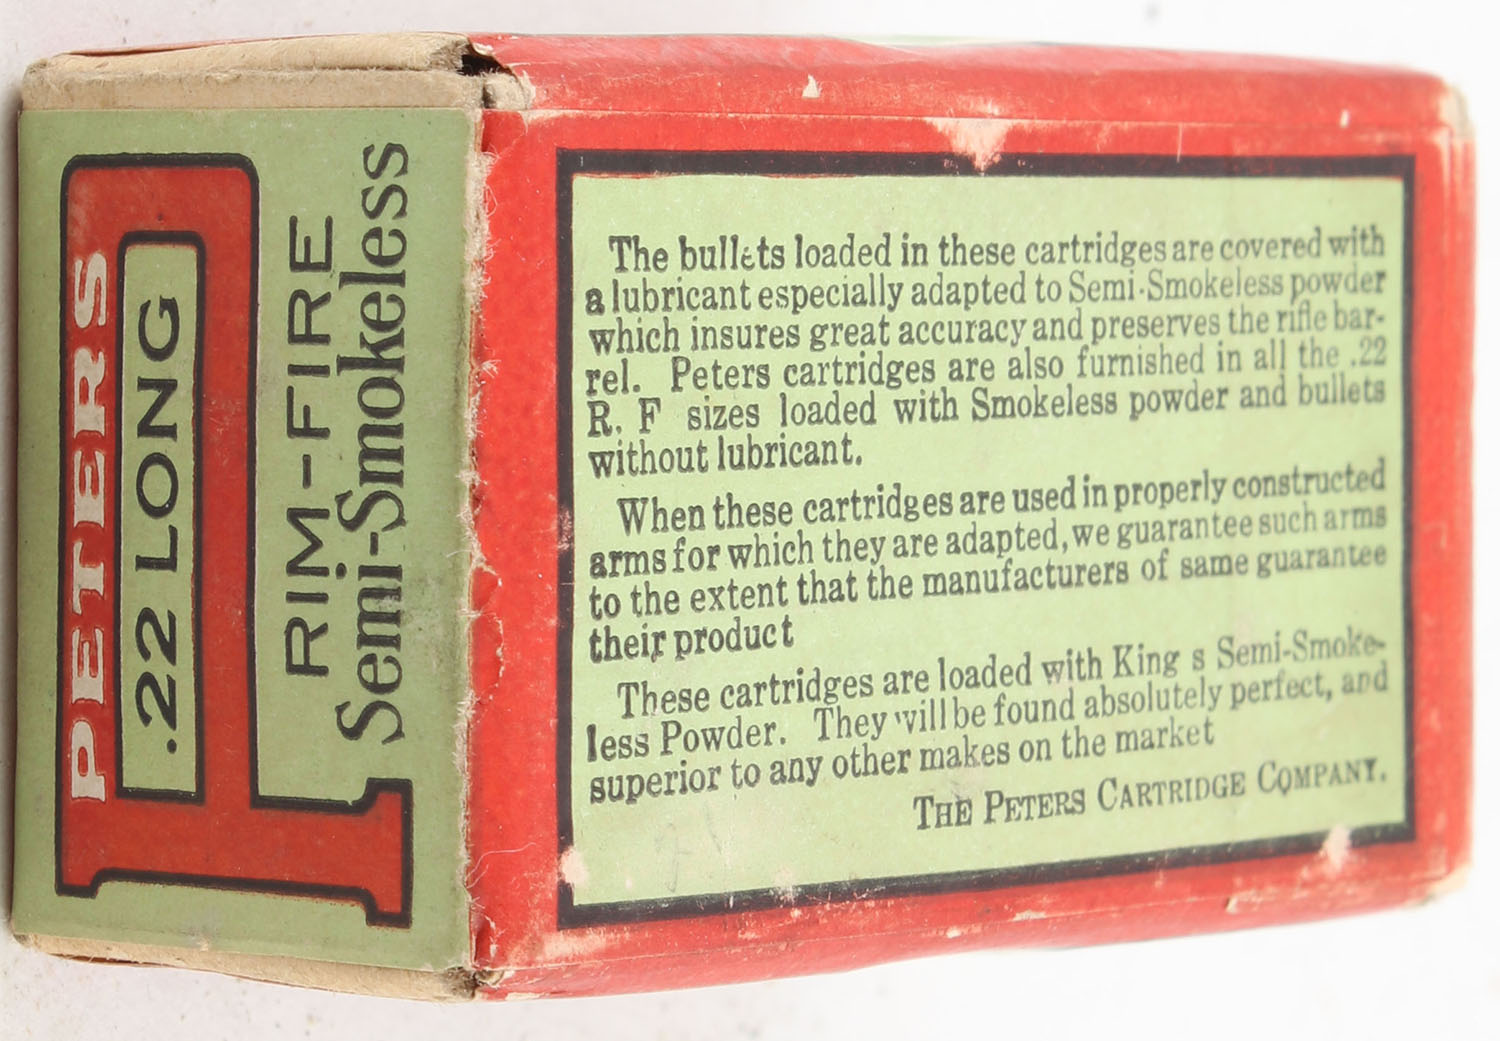 PETERS
.22 LONG
RIM-FIRE
Semi-Smokeless
The bullets loaded in these cartridges are covered with
a lubricant especially adapted to Semi-Smokeless powder
which insures great accuracy and preserves the rifle bar-
rel. Peters cartridges are also furnished in all the .22
R. F sizes loaded with Smokeless powder and bullets
without lubricant.
When these cartridges are used in properly constructed
arms for which they are adapted, we guarantee such arms
to the extent that the manufacturers of same guarantee
their product
These cartridges are loaded with King s Semi-Smoke-
less Powder. They will be found absolutely perfect, and
superior to any other makes on the market
THE PETERS CARTRIDGE COMPANY.